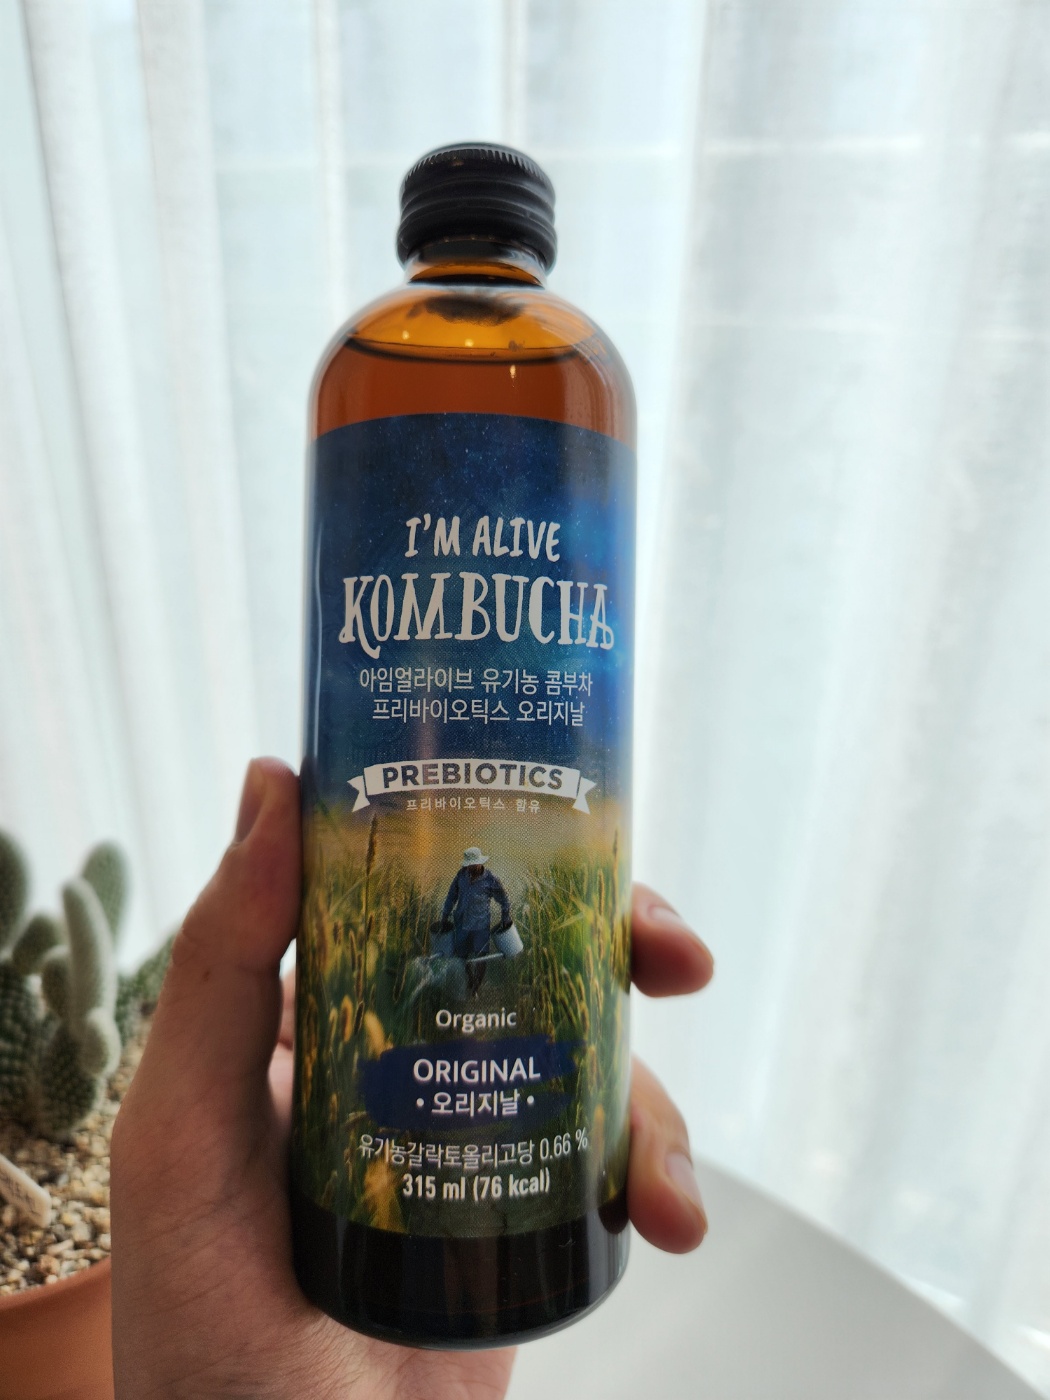 I'M ALIVE
KOMBUCHA
아임얼라이브 유기농 콤부차
프리바이오틱스 오리지날
PREBIOTICS
프리바이오틱스 함유
Organic
ORIGINAL
• 오리지날 •
유기농갈락토올리고당 0.66 %
315 ml (76 kcal)